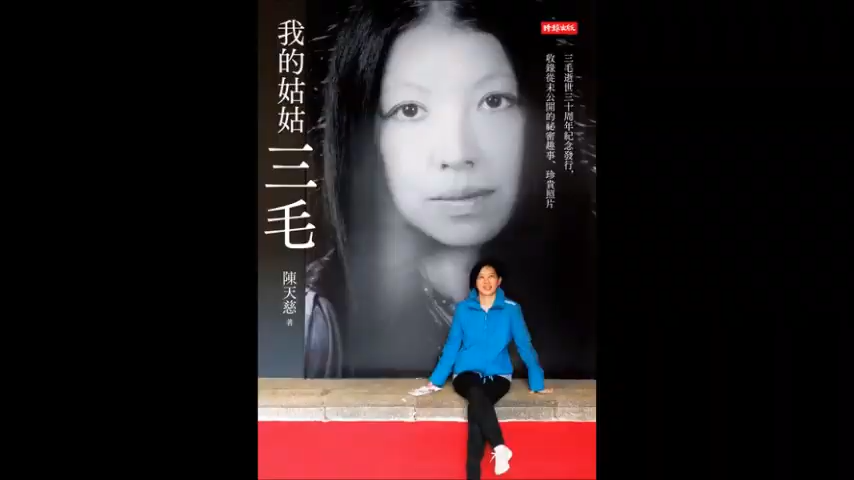 時報出版
三毛逝世三十周年紀念發行，
收錄從未公開的祕密趣事、珍貴照片
我的姑姑
三毛
陳天慈 著